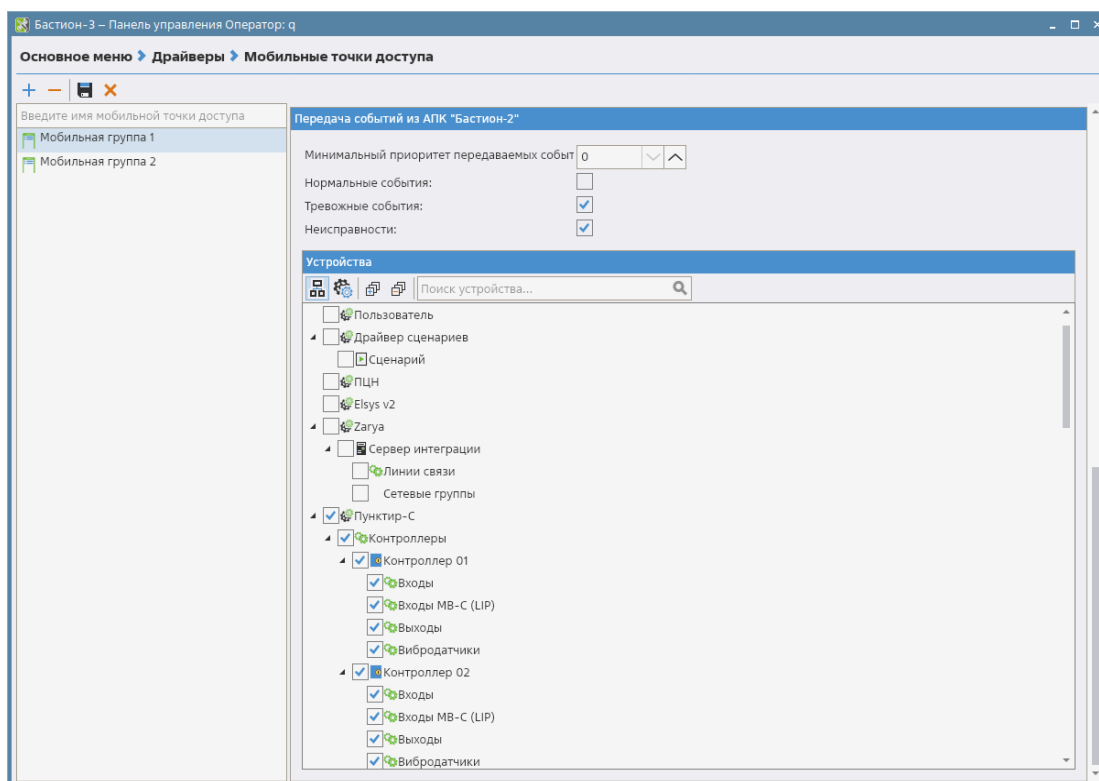 Бастион-3 – Панель управления Оператор: q
Основное меню Драйверы Мобильные точки доступа
Введите имя мобильной точки доступа
Мобильная группа 1
Мобильная группа 2
Передача событий из АПК "Бастион-2"
Минимальный приоритет передаваемых событ 0
Нормальные события:
Тревожные события:
Неисправности:
Устройства
Поиск устройства...
Пользователь
Драйвер сценариев
Сценарий
ПЦН
Elsys v2
Zarya
Сервер интеграции
Линии связи
Сетевые группы
Пунктир-С
Контроллеры
Контроллер 01
Входы
Входы МВ-С (LIP)
Выходы
Вибродатчики
Контроллер 02
Входы
Входы МВ-С (LIP)
Выходы
Вибродатчики